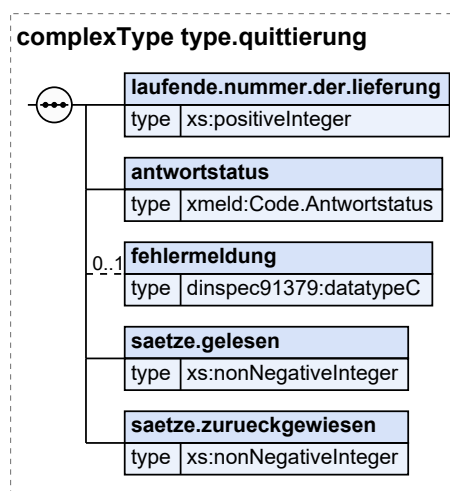 complexType type.quittierung
laufende.nummer.der.lieferung
type xs:positiveInteger
antwortstatus
type xmeld:Code.Antwortstatus
0..1
fehlermeldung
type dinspec91379:datatypeC
saetze.gelesen
type xs:nonNegativeInteger
saetze.zurueckgewiesen
type xs:nonNegativeInteger